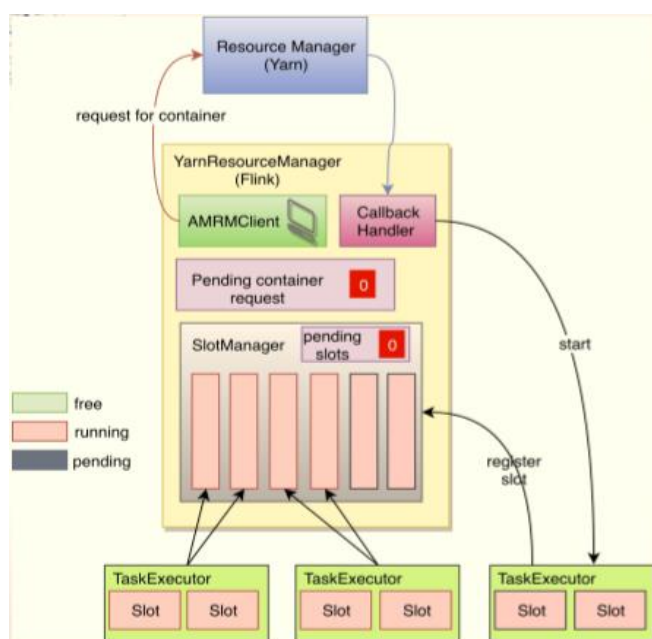 Resource Manager
(Yarn)
request for container
YarnResourceManager
(Flink)
AMRMClient
Callback
Handler
Pending container
request
0
SlotManager
pending
slots
0
start
free
running
pending
register
slot
TaskExecutor
Slot
Slot
TaskExecutor
Slot
Slot
TaskExecutor
Slot
Slot